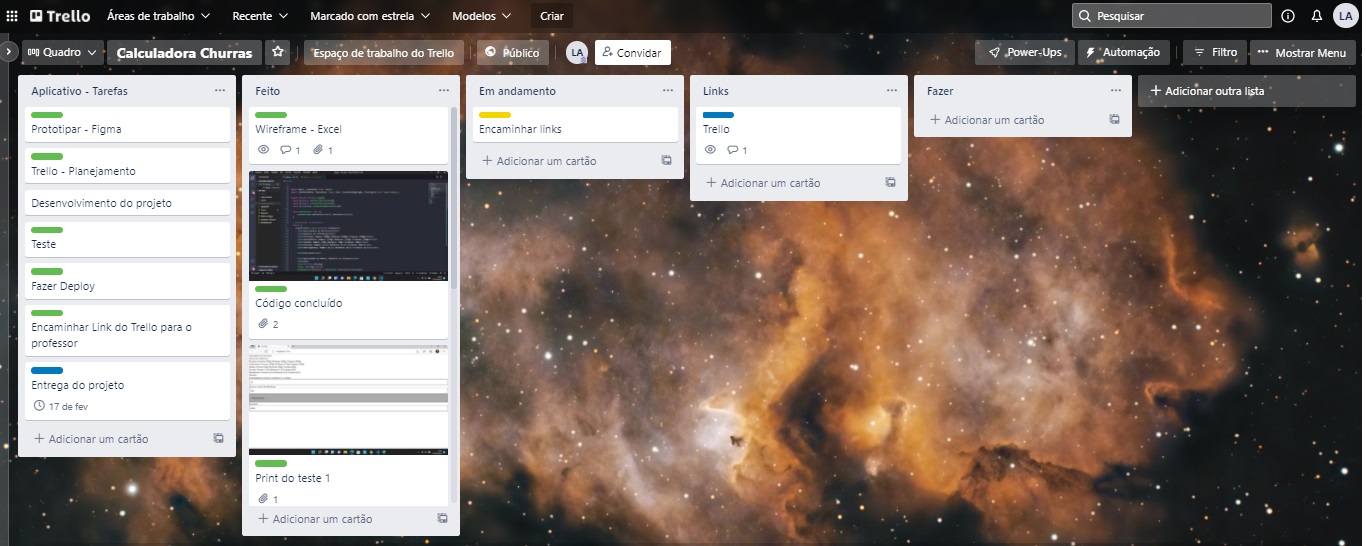 Trello
Áreas de trabalho
Recente
Marcado com estrela
Modelos
Criar
Pesquisar
LA
Quadro
Calculadora Churras
Espaço de trabalho do Trello
Público
LA
Convidar
Power-Ups
Automação
Filtro
Mostrar Menu
Aplicativo - Tarefas
Prototipar - Figma
Trello - Planejamento
Desenvolvimento do projeto
Teste
Fazer Deploy
Encaminhar Link do Trello para o
professor
Entrega do projeto
17 de fev
+ Adicionar um cartão
Feito
Wireframe - Excel
1
1
Código concluído
2
Print do teste 1
1
+ Adicionar um cartão
Em andamento
Encaminhar links
+ Adicionar um cartão
Links
Trello
1
+ Adicionar um cartão
Fazer
+ Adicionar um cartão
+ Adicionar outra lista